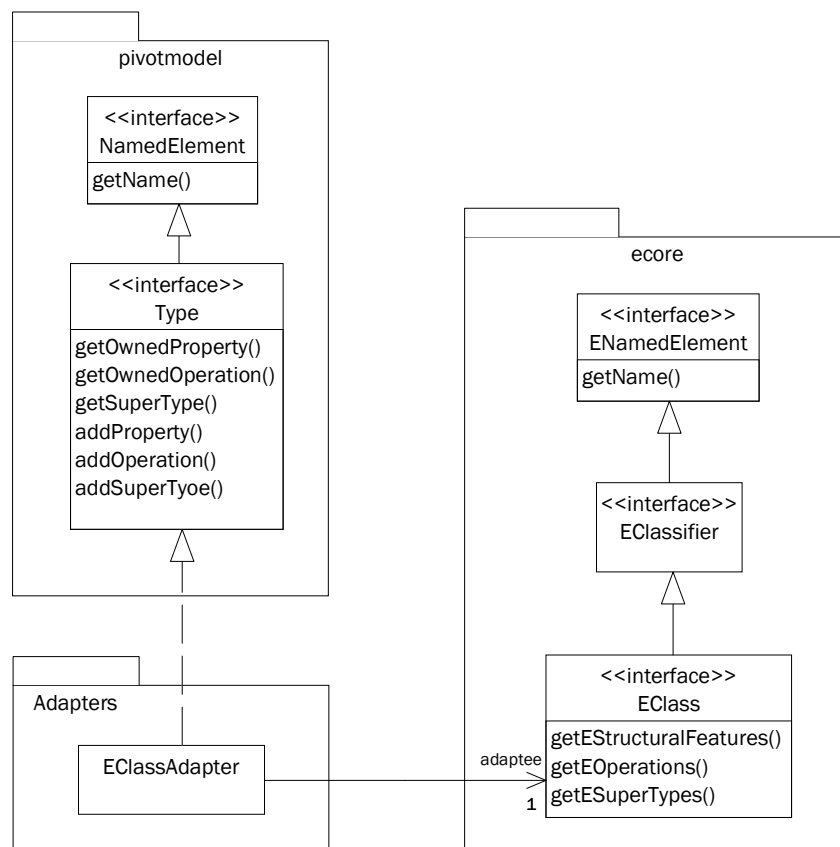 pivotmodel
<<interface>>
NamedElement
getName()
<<interface>>
Type
getOwnedProperty()
getOwnedOperation()
getSuperType()
addProperty()
addOperation()
addSuperTyoe()
Adapters
EClassAdapter
ecore
<<interface>>
ENamedElement
getName()
<<interface>>
EClassifier
<<interface>>
EClass
getEStructuralFeatures()
getEOperations()
getESuperTypes()
adaptee
1